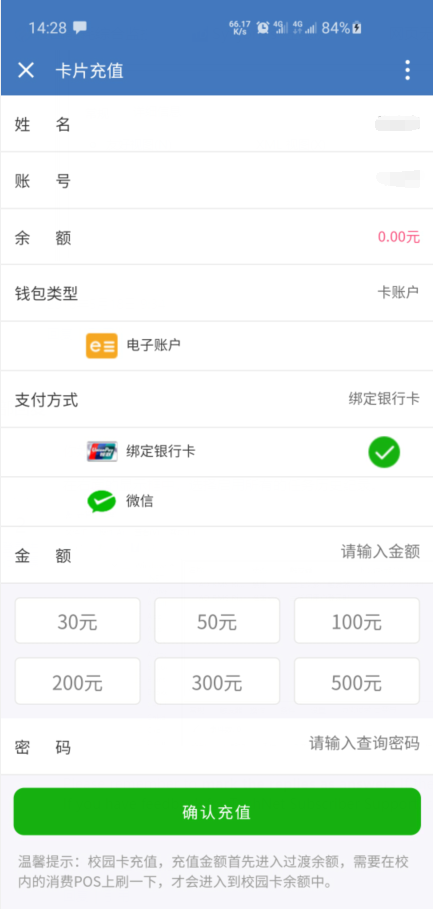 14:28
66.17 K/s 4G 4G 84%
卡片充值
姓 名
账 号
余 额 0.00元
钱包类型 卡账户
电子账户
支付方式 绑定银行卡
绑定银行卡
微信
金 额 请输入金额
30元 50元 100元
200元 300元 500元
密 码 请输入查询密码
确认充值
温馨提示：校园卡充值，充值金额首先进入过渡余额，需要在校
内的消费POS上刷一下，才会进入到校园卡余额中。